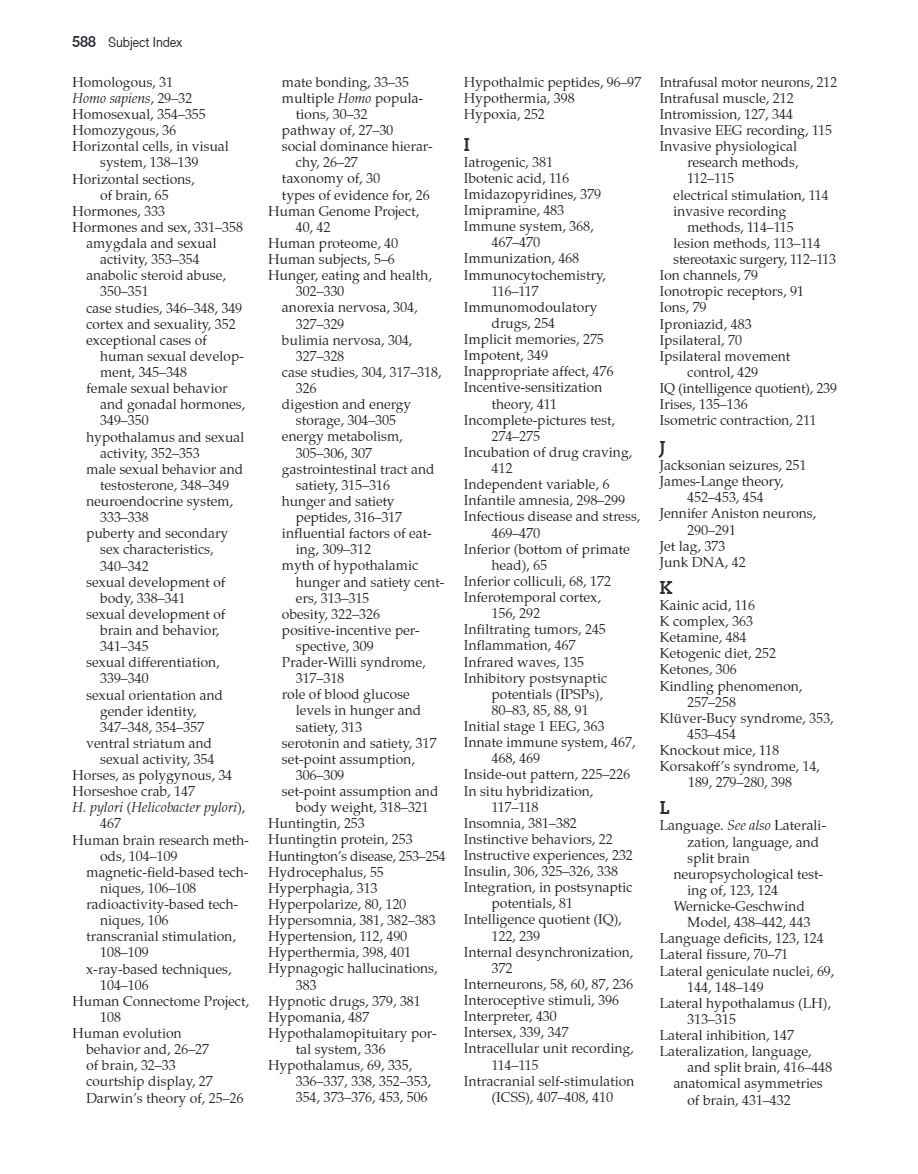 588 Subject Index
Homologous, 31
Homo sapiens, 29–32
Homosexual, 354–355
Homozygous, 36
Horizontal cells, in visual
system, 138–139
Horizontal sections,
of brain, 65
Hormones, 333
Hormones and sex, 331–358
amygdala and sexual
activity, 353–354
anabolic steroid abuse,
350–351
case studies, 346–348, 349
cortex and sexuality, 352
exceptional cases of
human sexual develop-
ment, 345–348
female sexual behavior
and gonadal hormones,
349–350
hypothalamus and sexual
activity, 352–353
male sexual behavior and
testosterone, 348–349
neuroendocrine system,
333–338
puberty and secondary
sex characteristics,
340–342
sexual development of
body, 338–341
sexual development of
brain and behavior,
341–345
sexual differentiation,
339–340
sexual orientation and
gender identity,
347–348, 354–357
ventral striatum and
sexual activity, 354
Horses, as polygynous, 34
Horseshoe crab, 147
H. pylori (Helicobacter pylori),
467
Human brain research meth-
ods, 104–109
magnetic-field-based tech-
niques, 106–108
radioactivity-based tech-
niques, 106
transcranial stimulation,
108–109
x-ray-based techniques,
104–106
Human Connectome Project,
108
Human evolution
behavior and, 26–27
of brain, 32–33
courtship display, 27
Darwin's theory of, 25–26
mate bonding, 33–35
multiple Homo popula-
tions, 30–32
pathway of, 27–30
social dominance hierar-
chy, 26–27
taxonomy of, 30
types of evidence for, 26
Human Genome Project,
40, 42
Human proteome, 40
Human subjects, 5–6
Hunger, eating and health,
302–330
anorexia nervosa, 304,
327–329
bulimia nervosa, 304,
327–328
case studies, 304, 317–318,
326
digestion and energy
storage, 304–305
energy metabolism,
305–306, 307
gastrointestinal tract and
satiety, 315–316
hunger and satiety
peptides, 316–317
influential factors of eat-
ing, 309–312
myth of hypothalamic
hunger and satiety cent-
ers, 313–315
obesity, 322–326
positive-incentive per-
spective, 309
Prader-Willi syndrome,
317–318
role of blood glucose
levels in hunger and
satiety, 313
serotonin and satiety, 317
set-point assumption,
306–309
set-point assumption and
body weight, 318–321
Huntingtin, 253
Huntingtin protein, 253
Huntington's disease, 253–254
Hydrocephalus, 55
Hyperphagia, 313
Hyperpolarize, 80, 120
Hypersomnia, 381, 382–383
Hypertension, 112, 490
Hyperthermia, 398, 401
Hypnagogic hallucinations,
383
Hypnotic drugs, 379, 381
Hypomania, 487
Hypothalamopituitary por-
tal system, 336
Hypothalamus, 69, 335,
336–337, 338, 352–353,
354, 373–376, 453, 506
Hypothalmic peptides, 96–97
Hypothermia, 398
Hypoxia, 252
I
Iatrogenic, 381
Ibotenic acid, 116
Imidazopyridines, 379
Imipramine, 483
Immune system, 368,
467–470
Immunization, 468
Immunocytochemistry,
116–117
Immunomodoulatory
drugs, 254
Implicit memories, 275
Impotent, 349
Inappropriate affect, 476
Incentive-sensitization
theory, 411
Incomplete-pictures test,
274–275
Incubation of drug craving,
412
Independent variable, 6
Infantile amnesia, 298–299
Infectious disease and stress,
469–470
Inferior (bottom of primate
head), 65
Inferior colliculi, 68, 172
Inferotemporal cortex,
156, 292
Infiltrating tumors, 245
Inflammation, 467
Infrared waves, 135
Inhibitory postsynaptic
potentials (IPSPs),
80–83, 85, 88, 91
Initial stage 1 EEG, 363
Innate immune system, 467,
468, 469
Inside-out pattern, 225–226
In situ hybridization,
117–118
Insomnia, 381–382
Instinctive behaviors, 22
Instructive experiences, 232
Insulin, 306, 325–326, 338
Integration, in postsynaptic
potentials, 81
Intelligence quotient (IQ),
122, 239
Internal desynchronization,
372
Interneurons, 58, 60, 87, 236
Interoceptive stimuli, 396
Interpreter, 430
Intersex, 339, 347
Intracellular unit recording,
114–115
Intracranial self-stimulation
(ICSS), 407–408, 410
Intrafusal motor neurons, 212
Intrafusal muscle, 212
Intromission, 127, 344
Invasive EEG recording, 115
Invasive physiological
research methods,
112–115
electrical stimulation, 114
invasive recording
methods, 114–115
lesion methods, 113–114
stereotaxic surgery, 112–113
Ion channels, 79
Ionotropic receptors, 91
Ions, 79
Iproniazid, 483
Ipsilateral, 70
Ipsilateral movement
control, 429
IQ (intelligence quotient), 239
Irises, 135–136
Isometric contraction, 211
J
Jacksonian seizures, 251
James-Lange theory,
452–453, 454
Jennifer Aniston neurons,
290–291
Jet lag, 373
Junk DNA, 42
K
Kainic acid, 116
K complex, 363
Ketamine, 484
Ketogenic diet, 252
Ketones, 306
Kindling phenomenon,
257–258
Klüver-Bucy syndrome, 353,
453–454
Knockout mice, 118
Korsakoff's syndrome, 14,
189, 279–280, 398
L
Language. See also Laterali-
zation, language, and
split brain
neuropsychological test-
ing of, 123, 124
Wernicke-Geschwind
Model, 438–442, 443
Language deficits, 123, 124
Lateral fissure, 70–71
Lateral geniculate nuclei, 69,
144, 148–149
Lateral hypothalamus (LH),
313–315
Lateral inhibition, 147
Lateralization, language,
and split brain, 416–448
anatomical asymmetries
of brain, 431–432